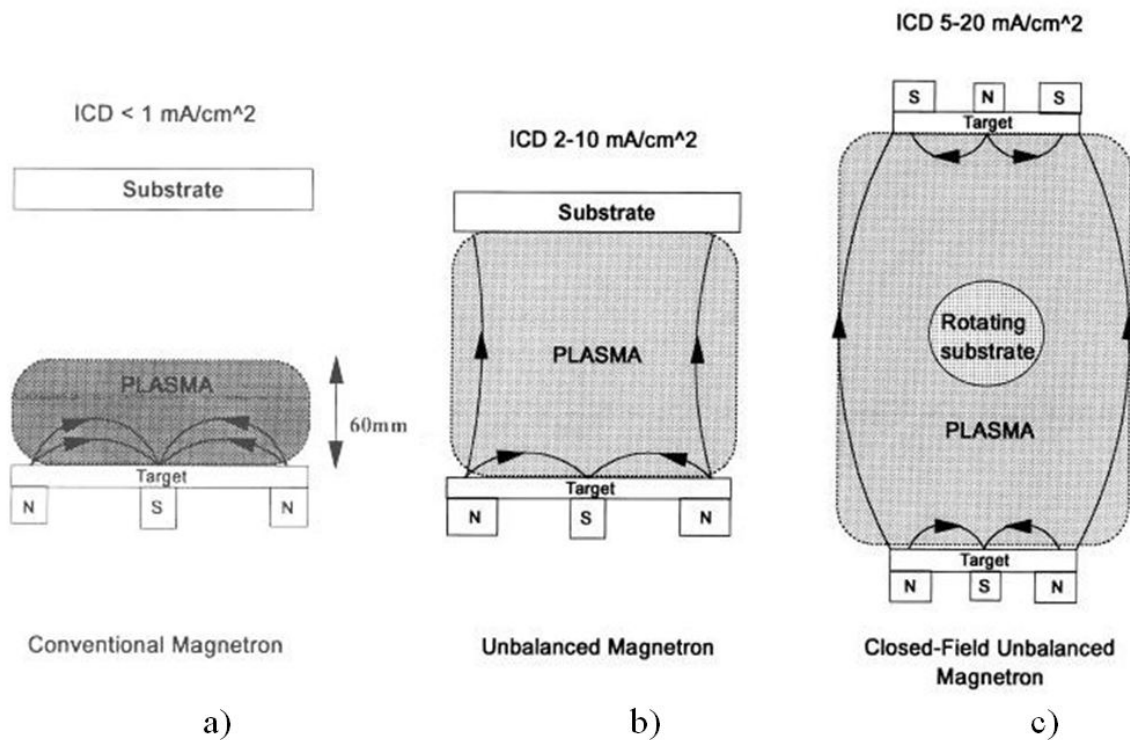 ICD < 1 mA/cm^2
Substrate
PLASMA
60mm
Target
N S N
Conventional Magnetron
a)
ICD 2-10 mA/cm^2
Substrate
PLASMA
Target
N S N
Unbalanced Magnetron
b)
ICD 5-20 mA/cm^2
S N S
Target
Rotating
substrate
PLASMA
Target
N S N
Closed-Field Unbalanced
Magnetron
c)